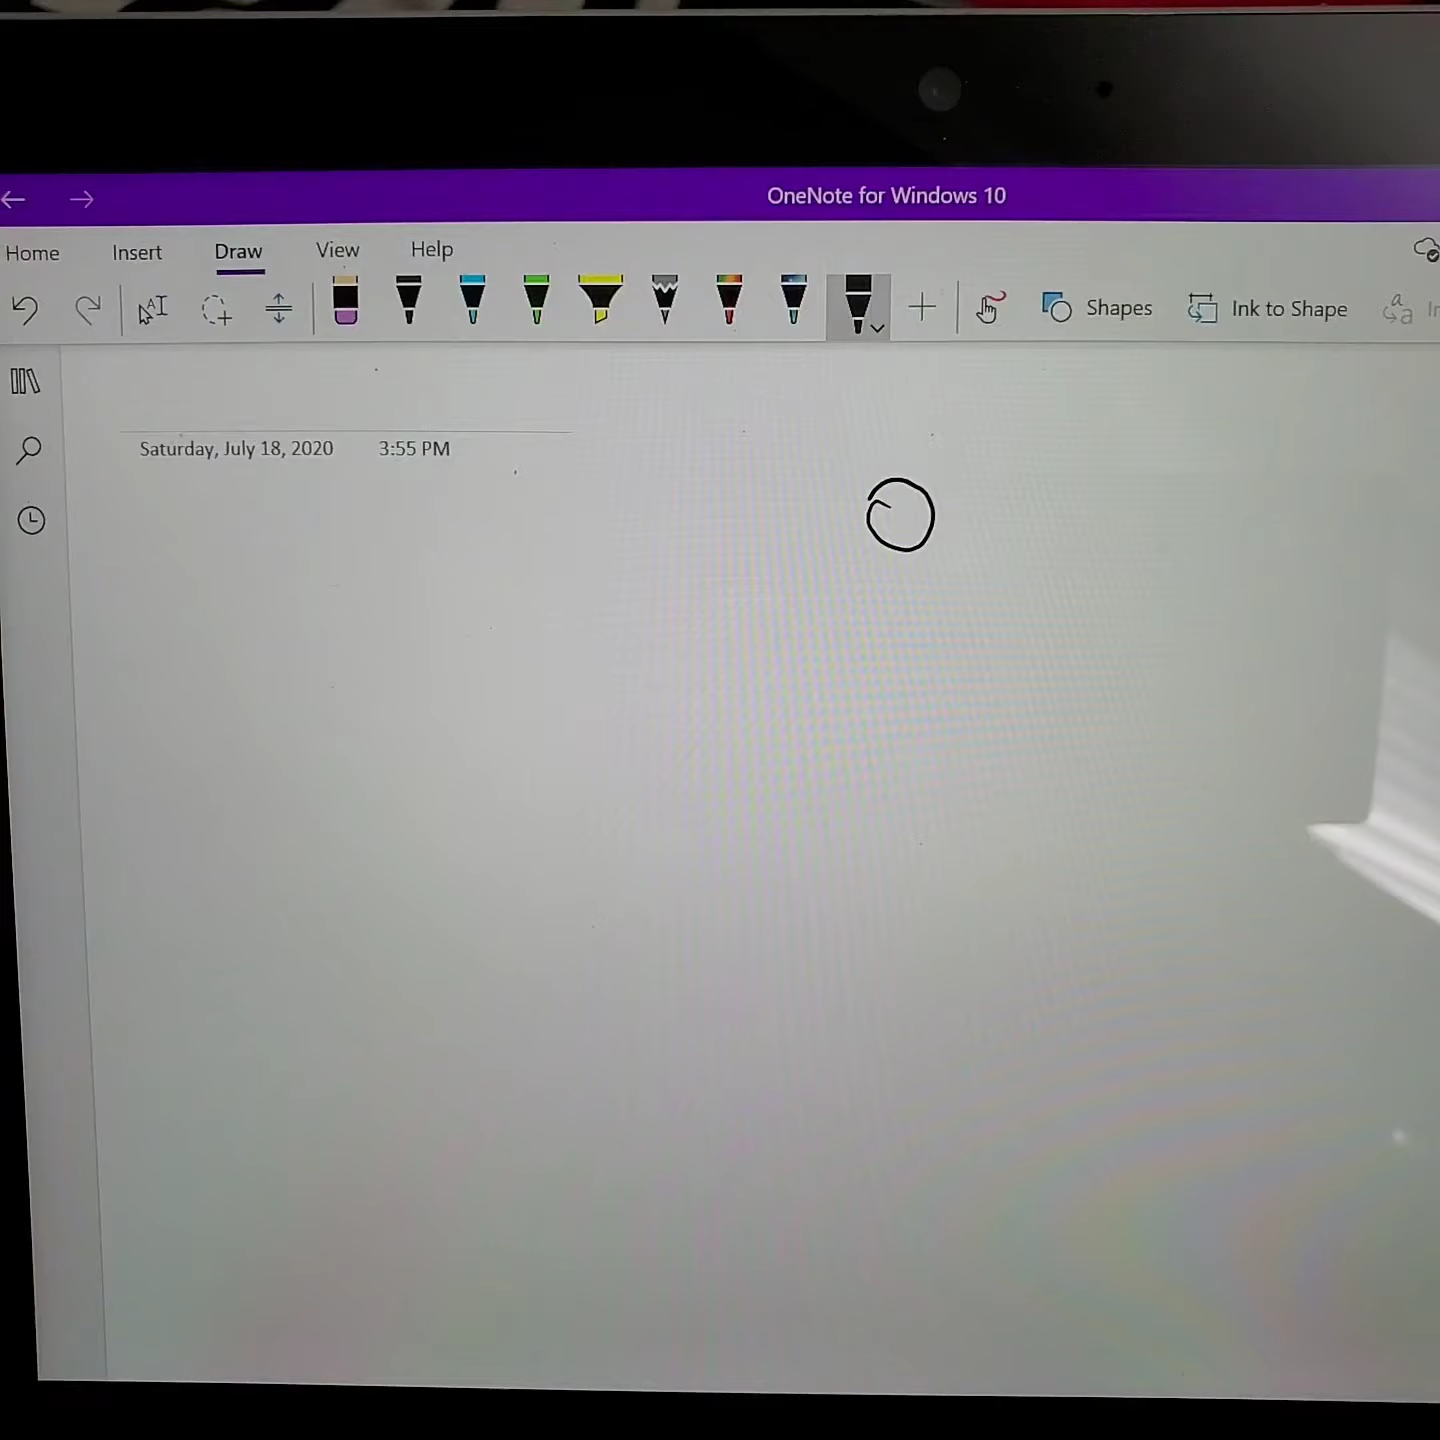 OneNote for Windows 10
Home Insert Draw View Help
Shapes Ink to Shape
Saturday, July 18, 2020 3:55 PM